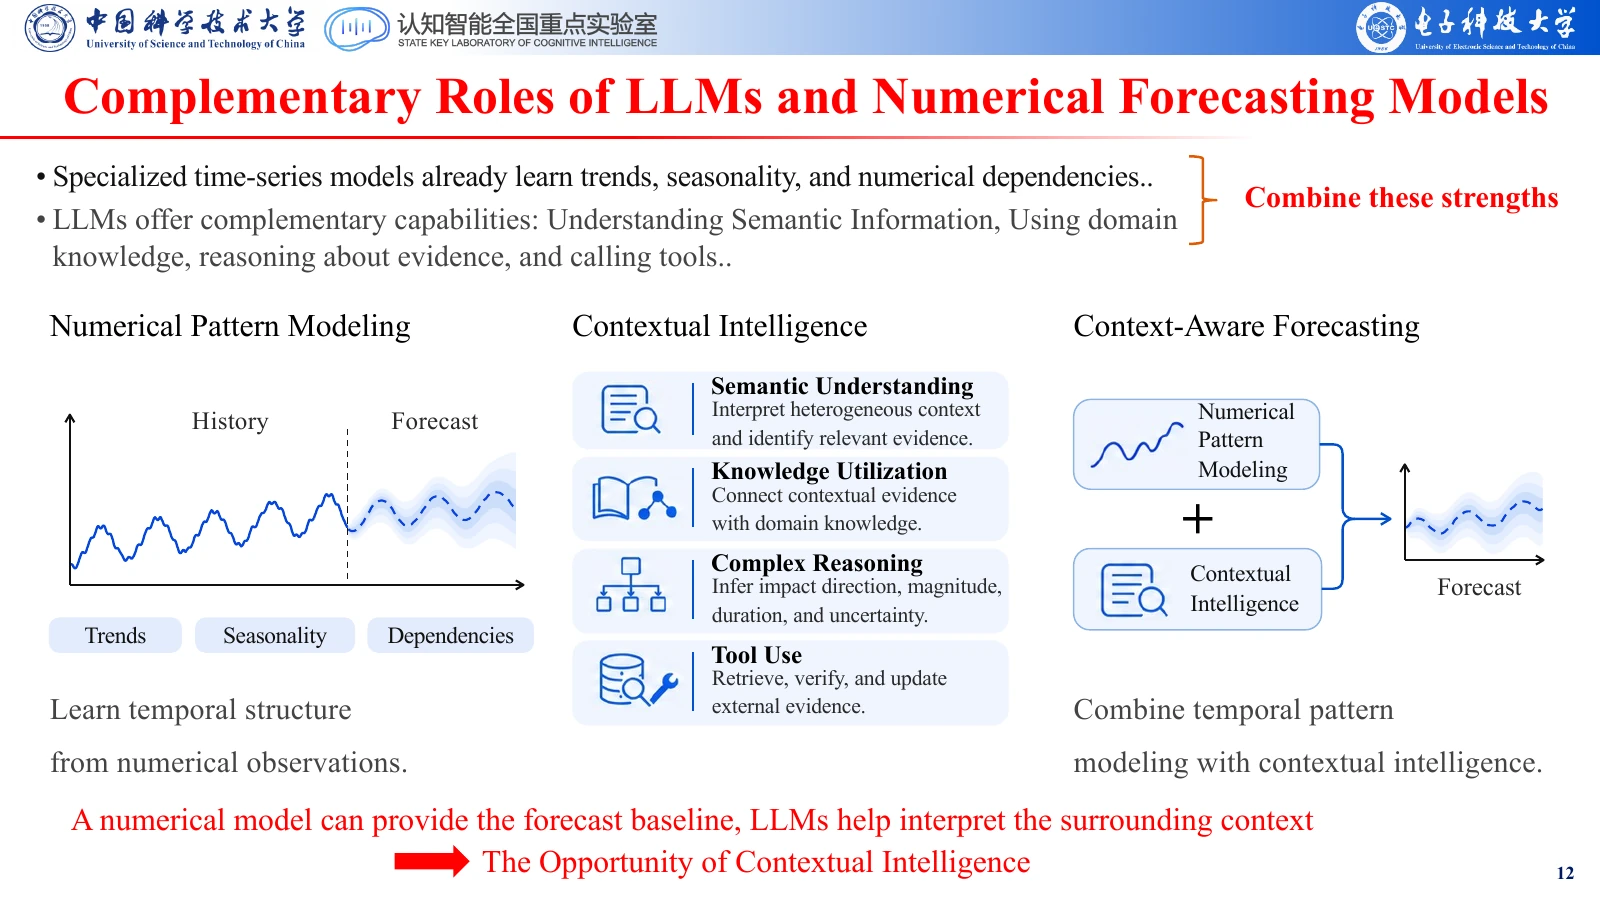 中国科学技术大学
University of Science and Technology of China
认知智能全国重点实验室
STATE KEY LABORATORY OF COGNITIVE INTELLIGENCE
电子科技大学
University of Electronic Science and Technology of China
Complementary Roles of LLMs and Numerical Forecasting Models
• Specialized time-series models already learn trends, seasonality, and numerical dependencies..
• LLMs offer complementary capabilities: Understanding Semantic Information, Using domain
knowledge, reasoning about evidence, and calling tools..
Combine these strengths
Numerical Pattern Modeling
History
Forecast
Trends
Seasonality
Dependencies
Learn temporal structure
from numerical observations.
Contextual Intelligence
Semantic Understanding
Interpret heterogeneous context
and identify relevant evidence.
Knowledge Utilization
Connect contextual evidence
with domain knowledge.
Complex Reasoning
Infer impact direction, magnitude,
duration, and uncertainty.
Tool Use
Retrieve, verify, and update
external evidence.
Context-Aware Forecasting
Numerical
Pattern
Modeling
+
Contextual
Intelligence
Forecast
Combine temporal pattern
modeling with contextual intelligence.
A numerical model can provide the forecast baseline, LLMs help interpret the surrounding context
The Opportunity of Contextual Intelligence
12